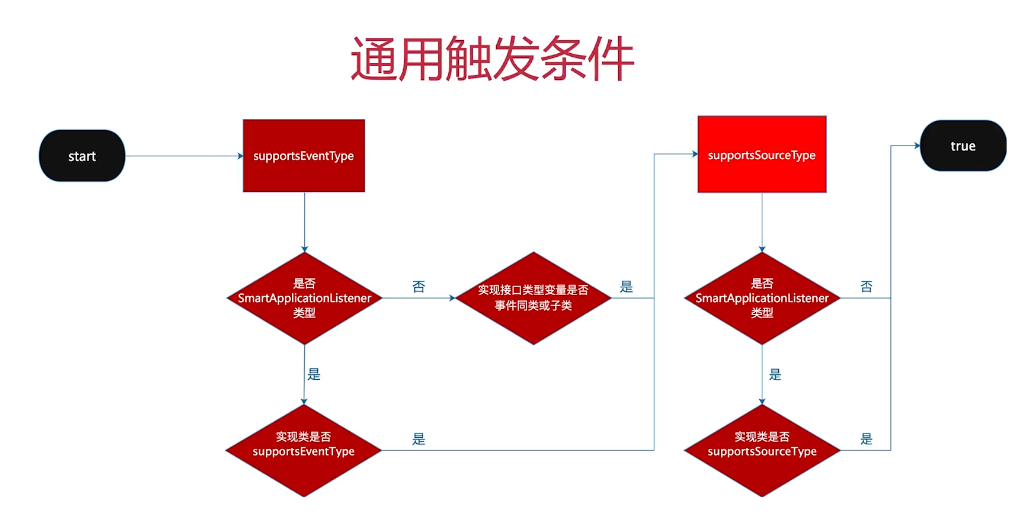 通用触发条件
start
supportsEventType
supportsSourceType
true
是否
SmartApplicationListener
类型
否
实现接口类型变量是否
事件同类或子类
是
是否
SmartApplicationListener
类型
否
是
是
实现类是否
supportsEventType
是
实现类是否
supportsSourceType
是